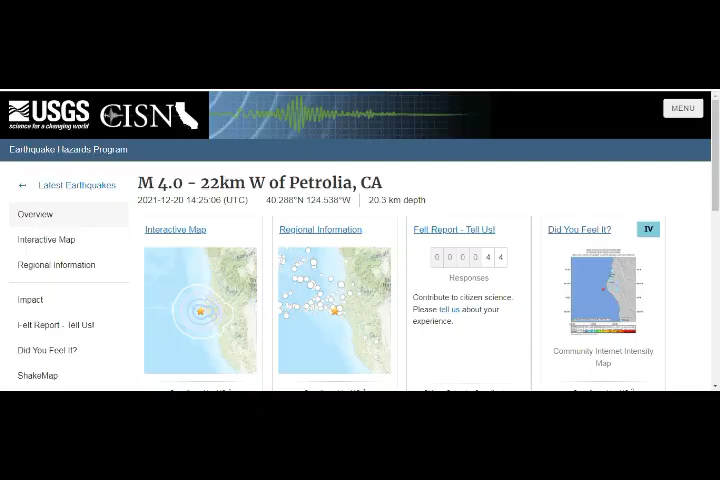 USGS
science for a changing world
CISN
MENU
Earthquake Hazards Program
← Latest Earthquakes
Overview
Interactive Map
Regional Information
Impact
Felt Report - Tell Us!
Did You Feel It?
ShakeMap
M 4.0 - 22km W of Petrolia, CA
2021-12-20 14:25:06 (UTC) 40.288°N 124.538°W 20.3 km depth
Interactive Map
Regional Information
Felt Report - Tell Us!
0 0 0 0 4 4
Responses
Contribute to citizen science.
Please tell us about your
experience.
Did You Feel It?
IV
Community Internet Intensity
Map